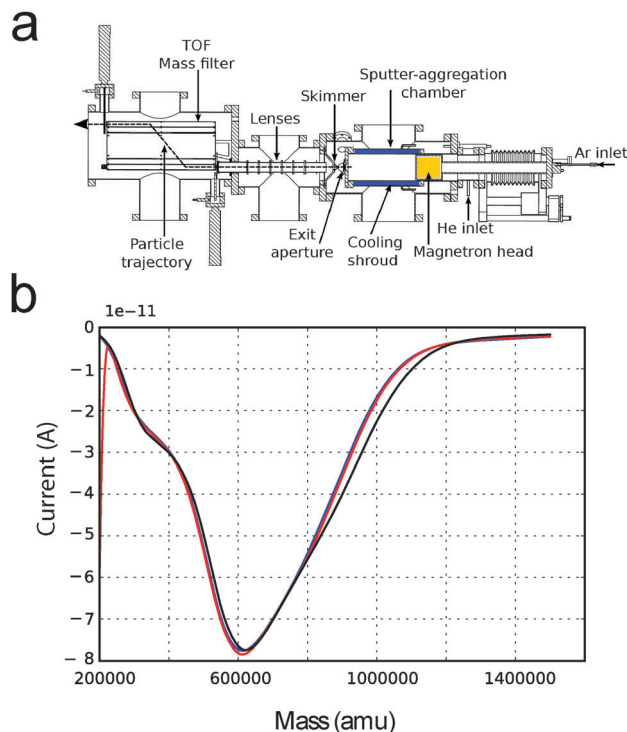 a
TOF
Mass filter
Lenses
Skimmer
Sputter-aggregation
chamber
Ar inlet
Particle
trajectory
Exit
aperture
Cooling
shroud
He inlet
Magnetron head
b
1e-11
0
-1
-2
-3
-4
-5
-6
-7
-8
Current (A)
200000 600000 1000000 1400000
Mass (amu)